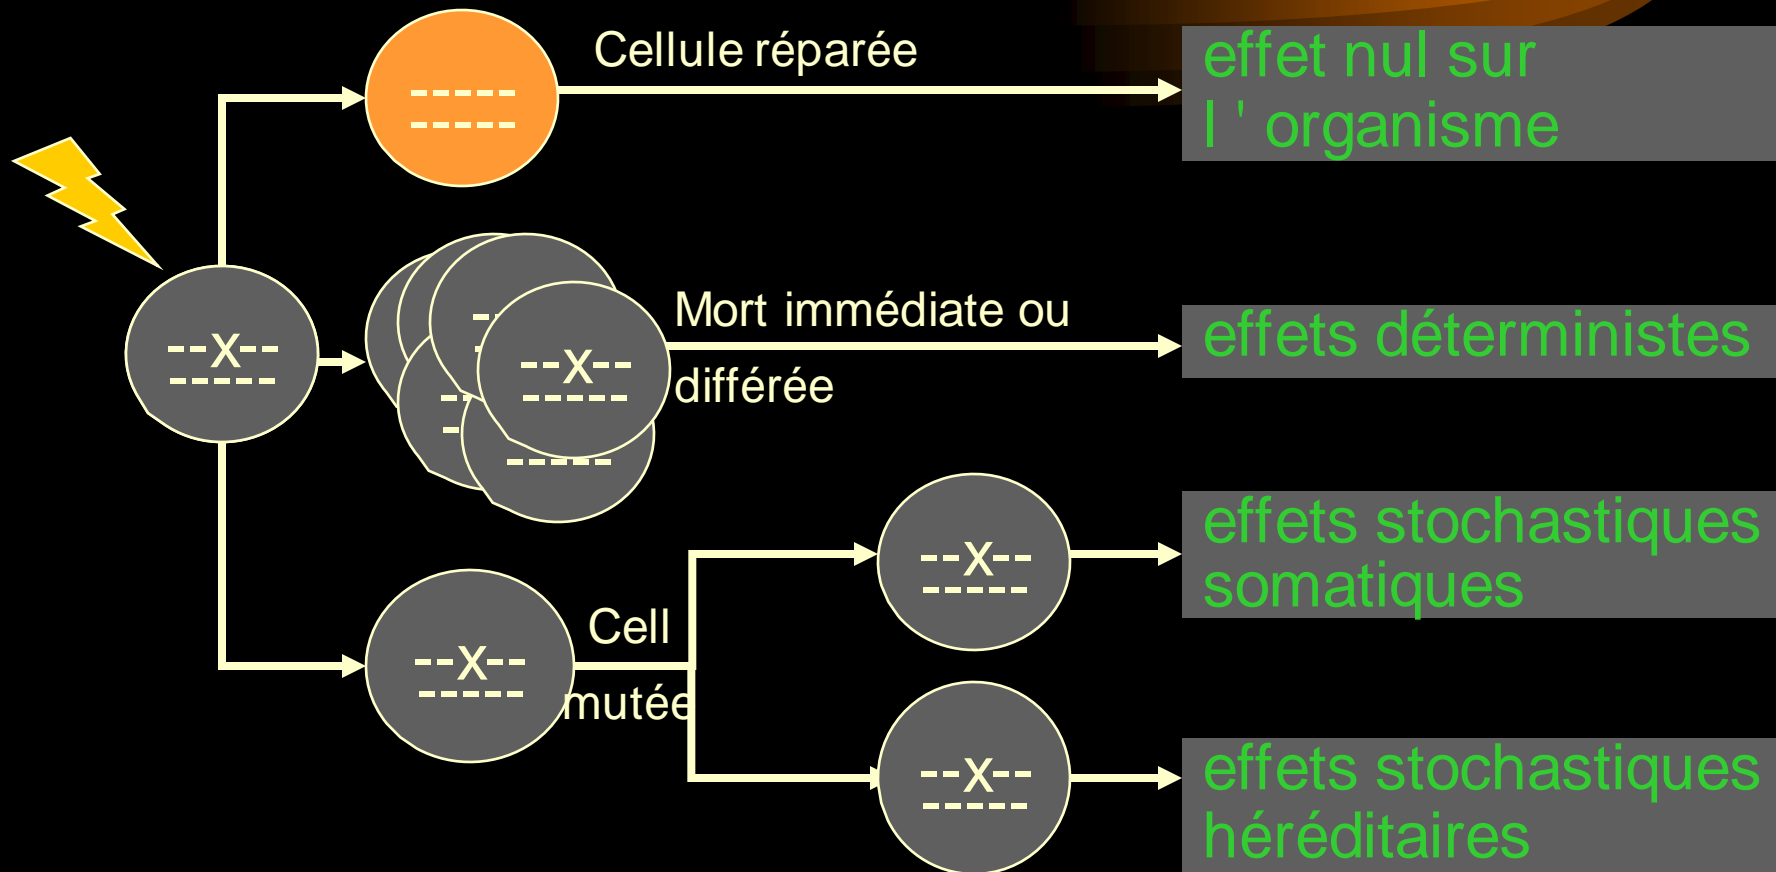 Cellule réparée
effet nul sur
l ' organisme
--x--
-----
Mort immédiate ou
différée
effets déterministes
--x--
-----
effets stochastiques
somatiques
--x--
-----
Cell
mutée
--x--
-----
effets stochastiques
héréditaires
--x--
-----